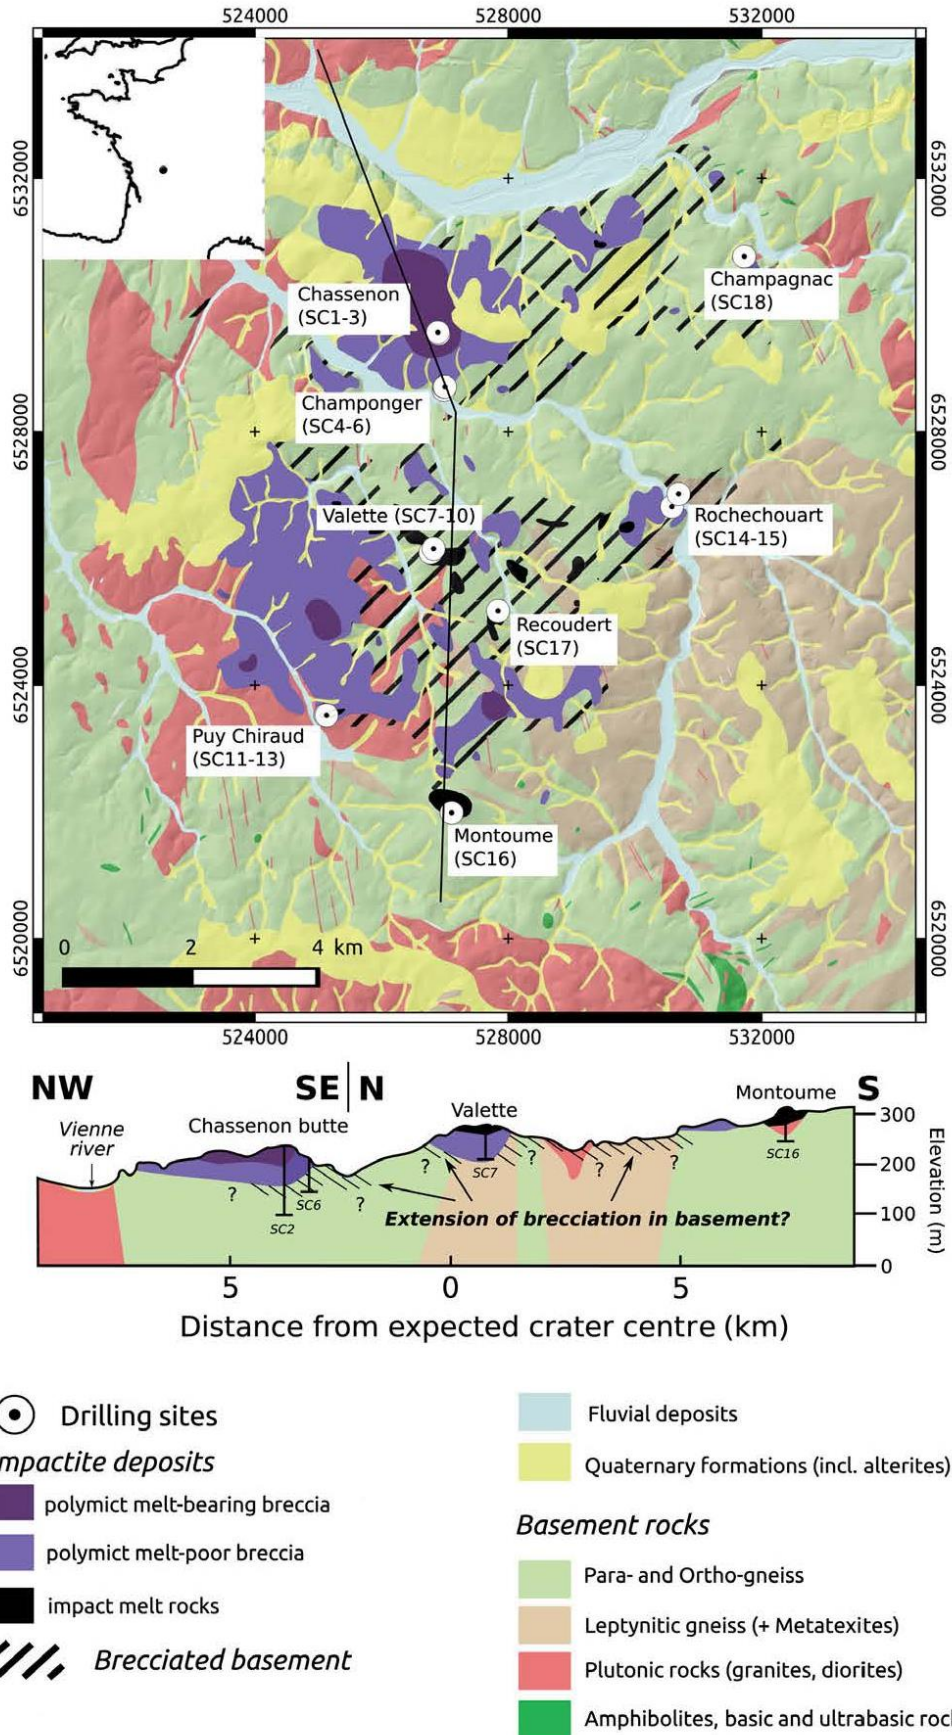 524000
528000
532000
6532000
6532000
Champagnac
(SC18)
Chassenon
(SC1-3)
Champonger
(SC4-6)
6528000
6528000
Valette (SC7-10)
Rochechouart
(SC14-15)
Recoudert
(SC17)
6524000
6524000
Puy Chiraud
(SC11-13)
Montoume
(SC16)
6520000
6520000
0 2 4 km
524000
528000
532000
NW
SE N
S
Montoume
Valette
Chassenon butte
Vienne
river
300
200
100
0
Elevation (m)
SC16
SC7
SC6
SC2
? ? ? ? ? ?
Extension of brecciation in basement?
5 0 5
Distance from expected crater centre (km)
Drilling sites
mpactite deposits
polymict melt-bearing breccia
polymict melt-poor breccia
impact melt rocks
Brecciated basement
Fluvial deposits
Quaternary formations (incl. alterites)
Basement rocks
Para- and Ortho-gneiss
Leptynitic gneiss (+ Metatexites)
Plutonic rocks (granites, diorites)
Amphibolites, basic and ultrabasic roc